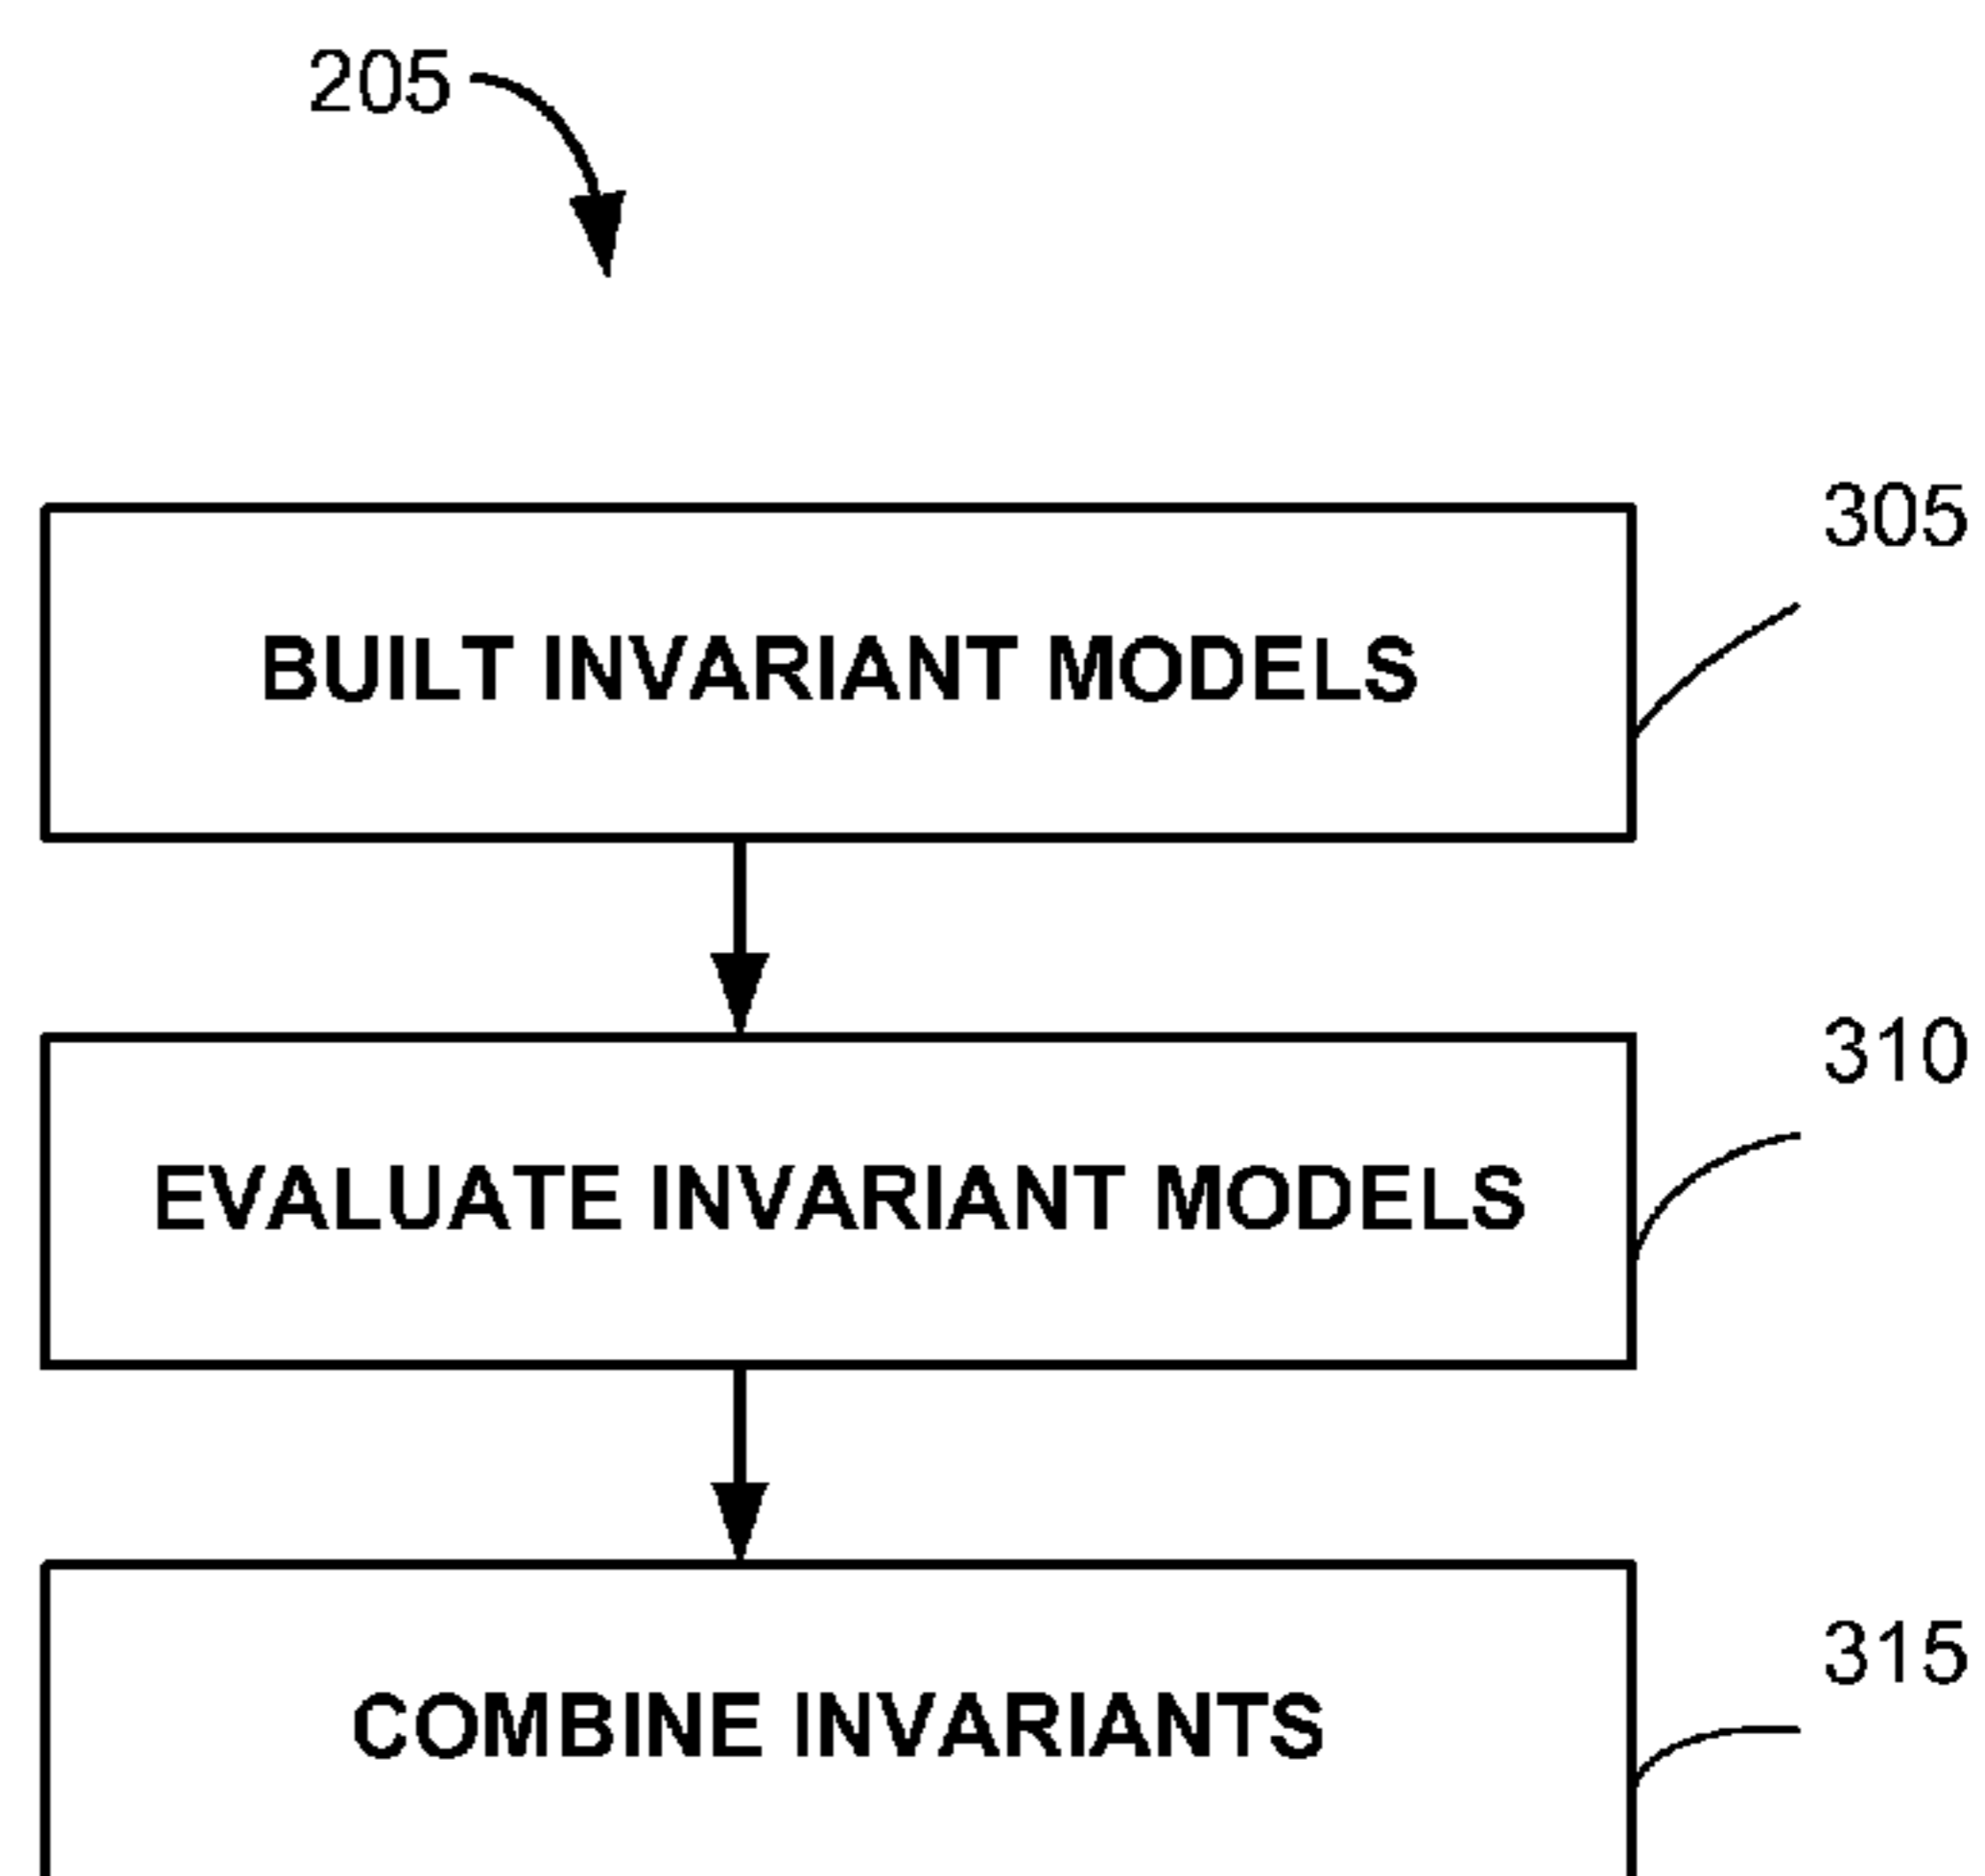 205
305
BUILT INVARIANT MODELS
310
EVALUATE INVARIANT MODELS
315
COMBINE INVARIANTS